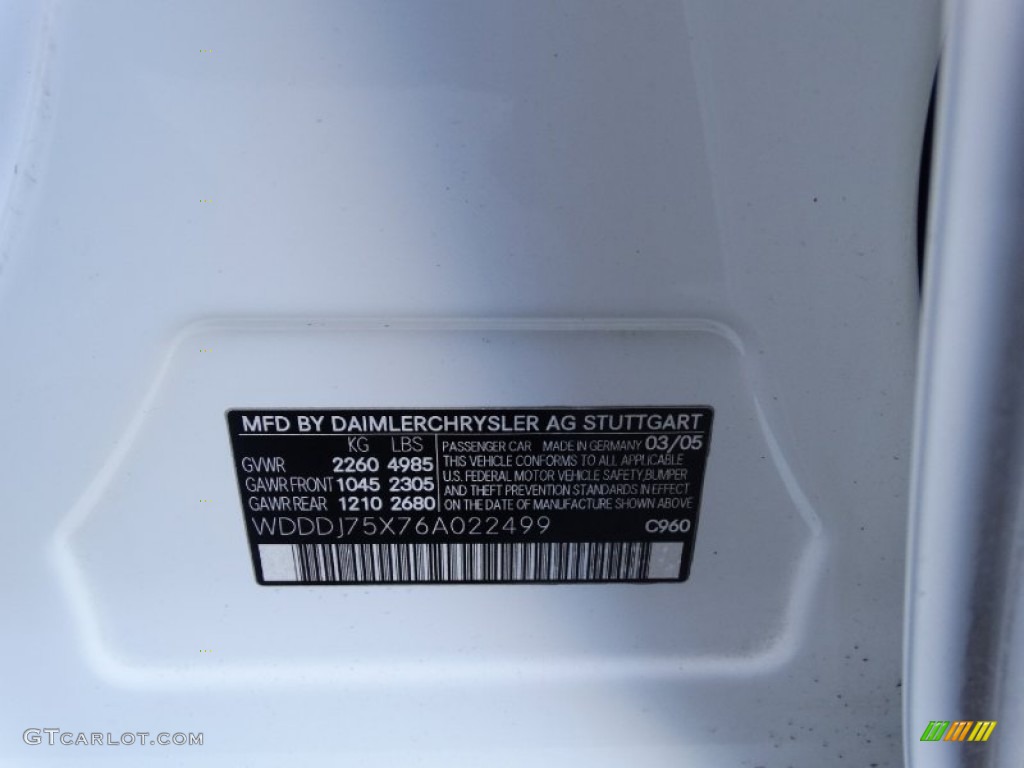 MFD BY DAIMLERCHRYSLER AG STUTTGART
KG LBS
GVWR 2260 4985
GAWR FRONT 1045 2305
GAWR REAR 1210 2680
PASSENGER CAR MADE IN GERMANY 03/05
THIS VEHICLE CONFORMS TO ALL APPLICABLE
U.S. FEDERAL MOTOR VEHICLE SAFETY, BUMPER
AND THEFT PREVENTION STANDARDS IN EFFECT
ON THE DATE OF MANUFACTURE SHOWN ABOVE
WDDDJ75X76A022499 C960
GTCARLOT.COM